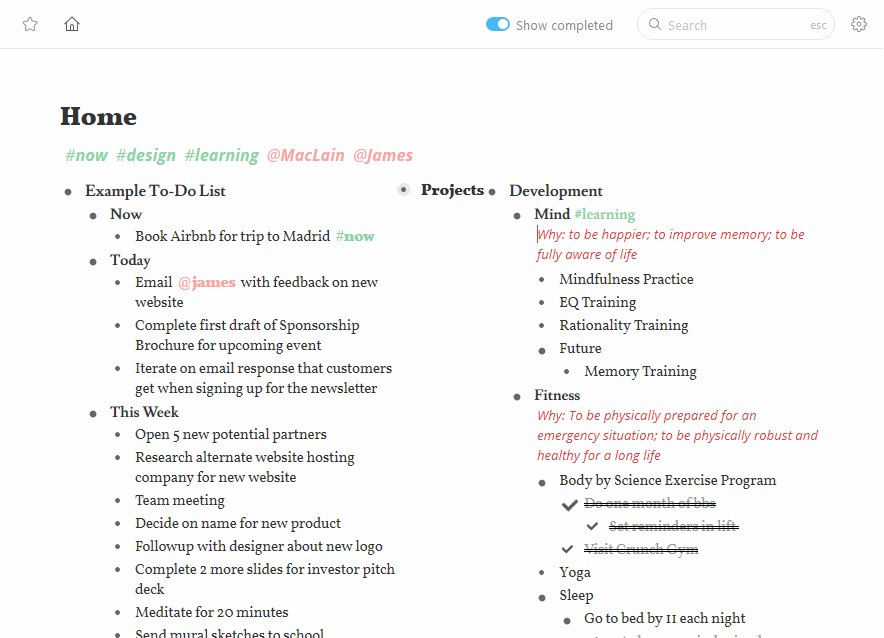 Show completed
Search
esc
Home
#now #design #learning @MacLain @James
Example To-Do List
Now
Book Airbnb for trip to Madrid #now
Today
Email @james with feedback on new
website
Complete first draft of Sponsorship
Brochure for upcoming event
Iterate on email response that customers
get when signing up for the newsletter
This Week
Open 5 new potential partners
Research alternate website hosting
company for new website
Team meeting
Decide on name for new product
Followup with designer about new logo
Complete 2 more slides for investor pitch
deck
Meditate for 20 minutes
Send mural sketches to school
Projects
Development
Mind #learning
Why: to be happier; to improve memory; to be
fully aware of life
Mindfulness Practice
EQ Training
Rationality Training
Future
Memory Training
Fitness
Why: To be physically prepared for an
emergency situation; to be physically robust and
healthy for a long life
Body by Science Exercise Program
Do one month of bbs
Set reminders in lift
Visit Crunch Gym
Yoga
Sleep
Go to bed by 11 each night